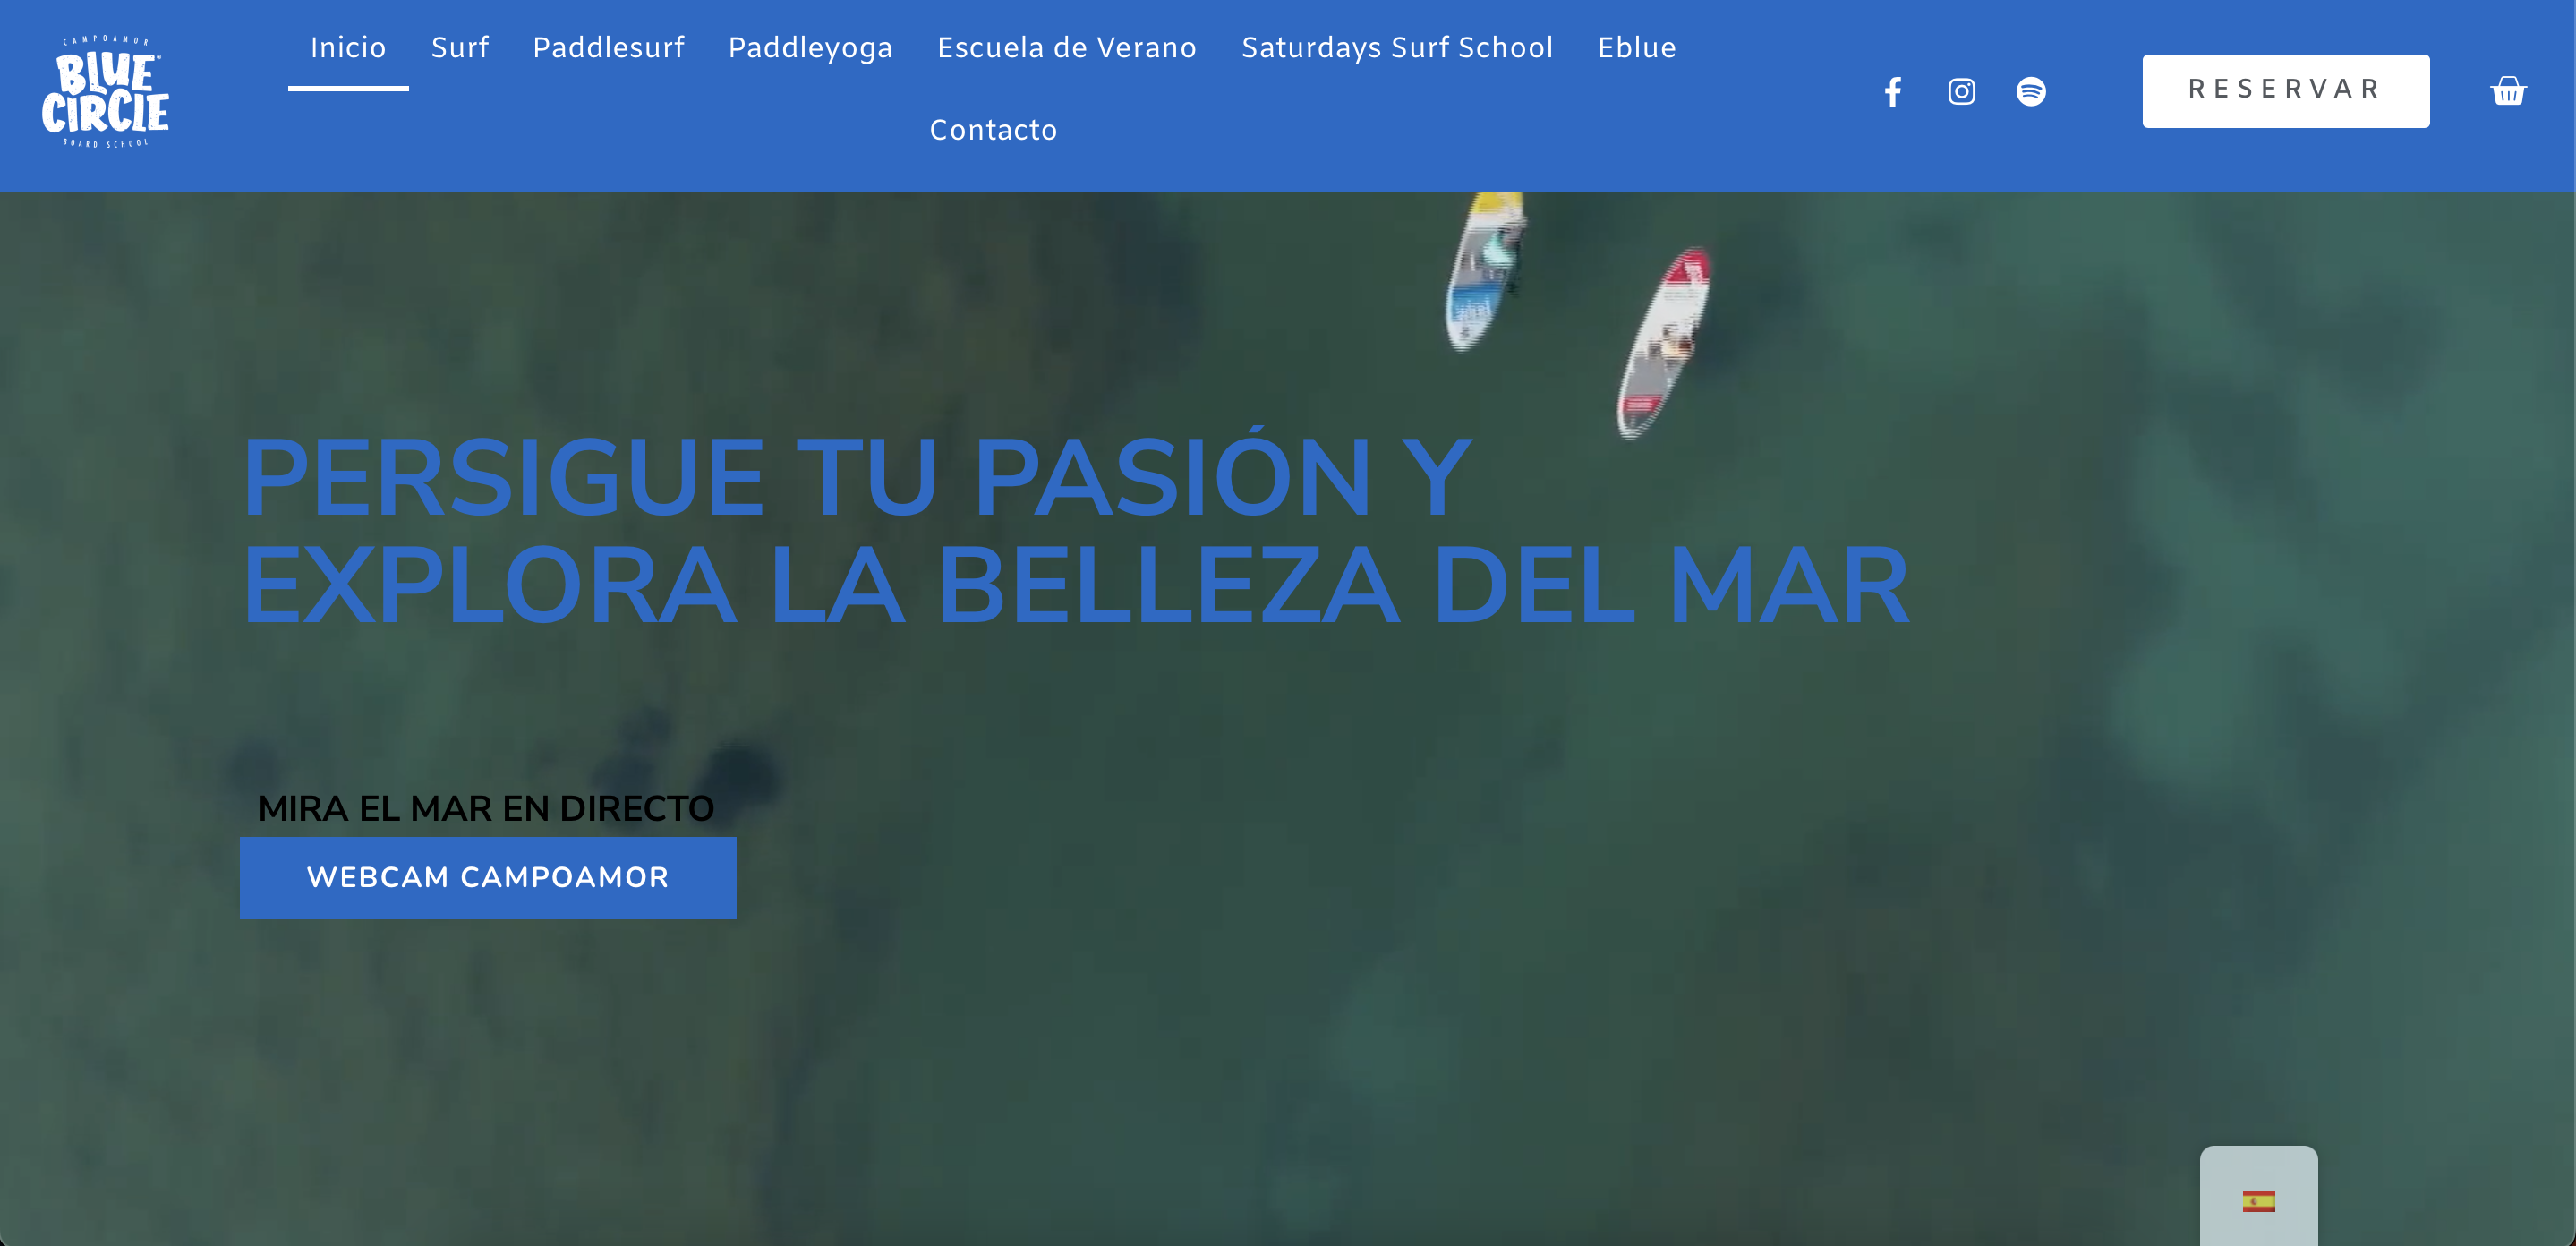 CAMPOAMOR
BLUE
CIRCLE
BOARD SCHOOL
Inicio Surf Paddlesurf Paddleyoga Escuela de Verano Saturdays Surf School Eblue
Contacto
RESERVAR
PERSIGUE TU PASIÓN Y
EXPLORA LA BELLEZA DEL MAR
MIRA EL MAR EN DIRECTO
WEBCAM CAMPOAMOR